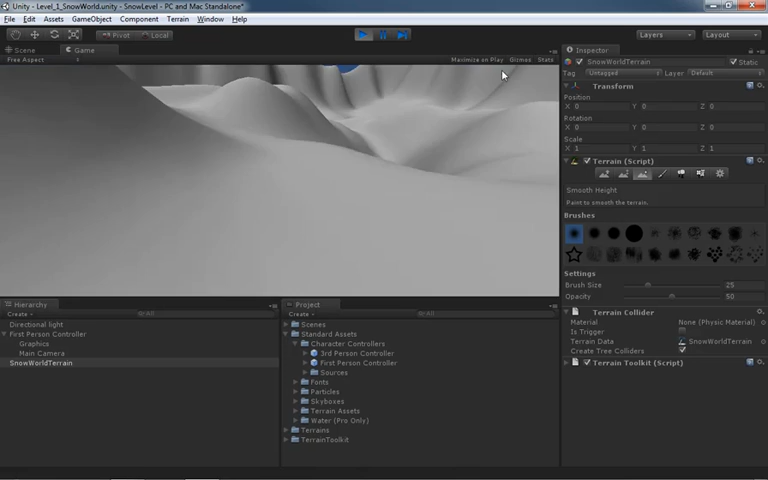 Unity - Level_1_SnowWorld.unity - SnowLevel - PC and Mac Standalone*
File Edit Assets GameObject Component Terrain Window Help
Pivot Local Layers Layout
Scene Game
Free Aspect Maximize on Play Gizmos Stats
Inspector
SnowWorldTerrain Static
Tag Untagged Layer Default
Transform
Position
X 0 Y 0 Z 0
Rotation
X 0 Y 0 Z 0
Scale
X 1 Y 1 Z 1
Terrain (Script)
Smooth Height
Paint to smooth the terrain.
Brushes
Settings
Brush Size 25
Opacity 50
Terrain Collider
Material None (Physic Material)
Is Trigger
Terrain Data SnowWorldTerrain
Create Tree Colliders
Terrain Toolkit (Script)
Hierarchy
Create All
Directional light
First Person Controller
Graphics
Main Camera
SnowWorldTerrain
Project
Create All
Scenes
Standard Assets
Character Controllers
3rd Person Controller
First Person Controller
Sources
Fonts
Particles
Skyboxes
Terrain Assets
Water (Pro Only)
Terrains
TerrainToolkit